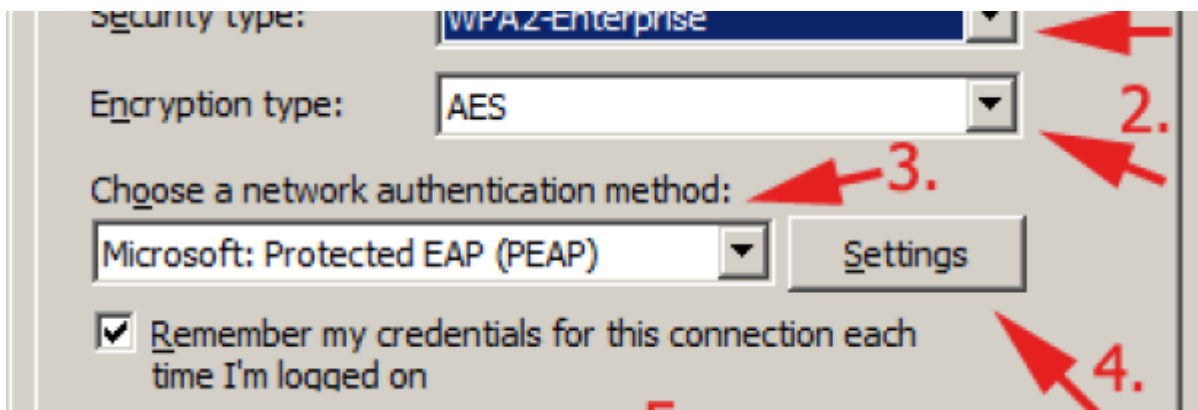 Security type: WPA2-Enterprise
Encryption type: AES
2.
Choose a network authentication method: 3.
Microsoft: Protected EAP (PEAP) Settings
Remember my credentials for this connection each
time I'm logged on
4.